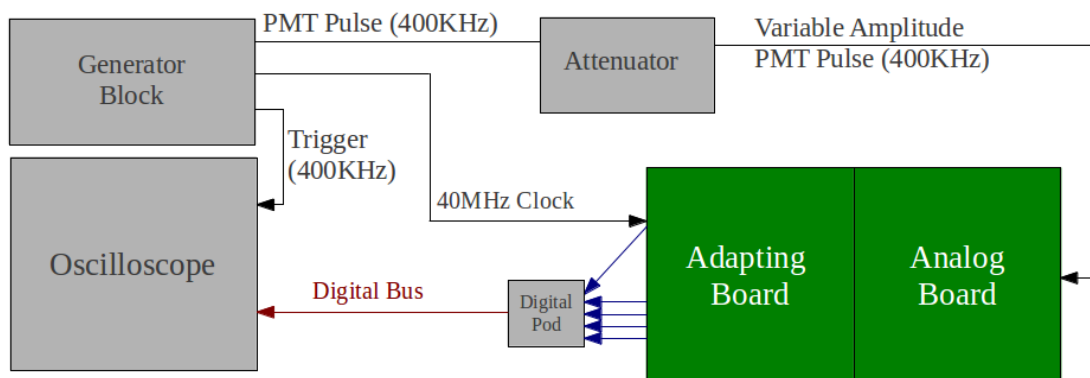 PMT Pulse (400KHz)
Variable Amplitude
PMT Pulse (400KHz)
Generator
Block
Attenuator
Trigger
(400KHz)
40MHz Clock
Oscilloscope
Adapting
Board
Analog
Board
Digital Bus
Digital
Pod